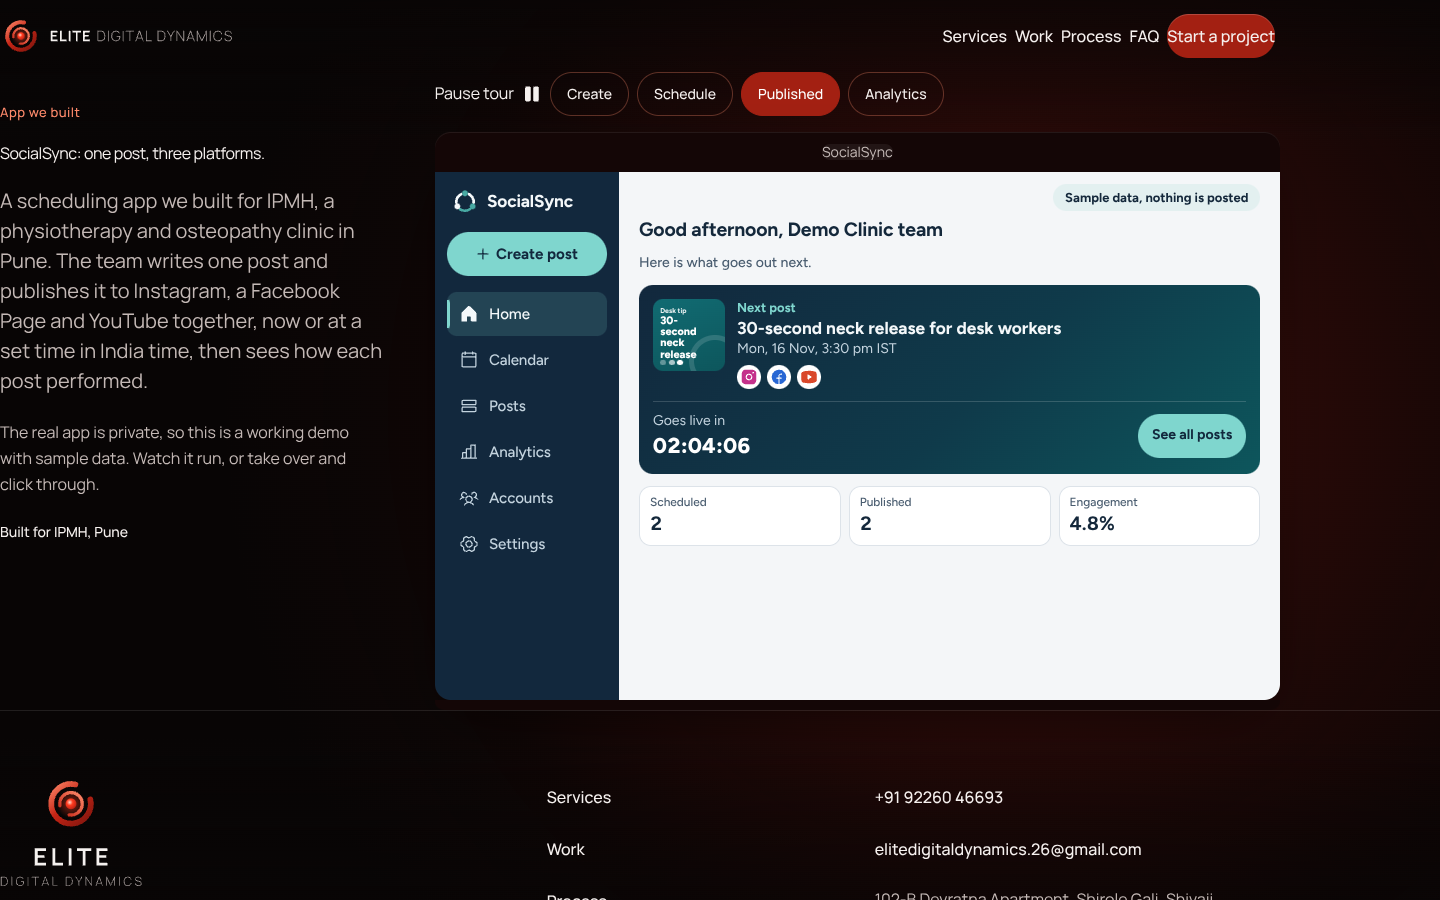 ELITE DIGITAL DYNAMICS
Services Work Process FAQ Start a project
Pause tour Create Schedule Published Analytics
App we built
SocialSync: one post, three platforms.
A scheduling app we built for IPMH, a
physiotherapy and osteopathy clinic in
Pune. The team writes one post and
publishes it to Instagram, a Facebook
Page and YouTube together, now or at a
set time in India time, then sees how each
post performed.
The real app is private, so this is a working demo
with sample data. Watch it run, or take over and
click through.
Built for IPMH, Pune
SocialSync
SocialSync
Create post
Home
Calendar
Posts
Analytics
Accounts
Settings
Sample data, nothing is posted
Good afternoon, Demo Clinic team
Here is what goes out next.
Desk tip
30-
second
neck
release
Next post
30-second neck release for desk workers
Mon, 16 Nov, 3:30 pm IST
Goes live in
02:04:06
See all posts
Scheduled
2
Published
2
Engagement
4.8%
ELITE
DIGITAL DYNAMICS
Services
Work
Process
+91 92260 46693
elitedigitaldynamics.26@gmail.com
102-B Devratna Apartment, Shirole Gali, Shivaji